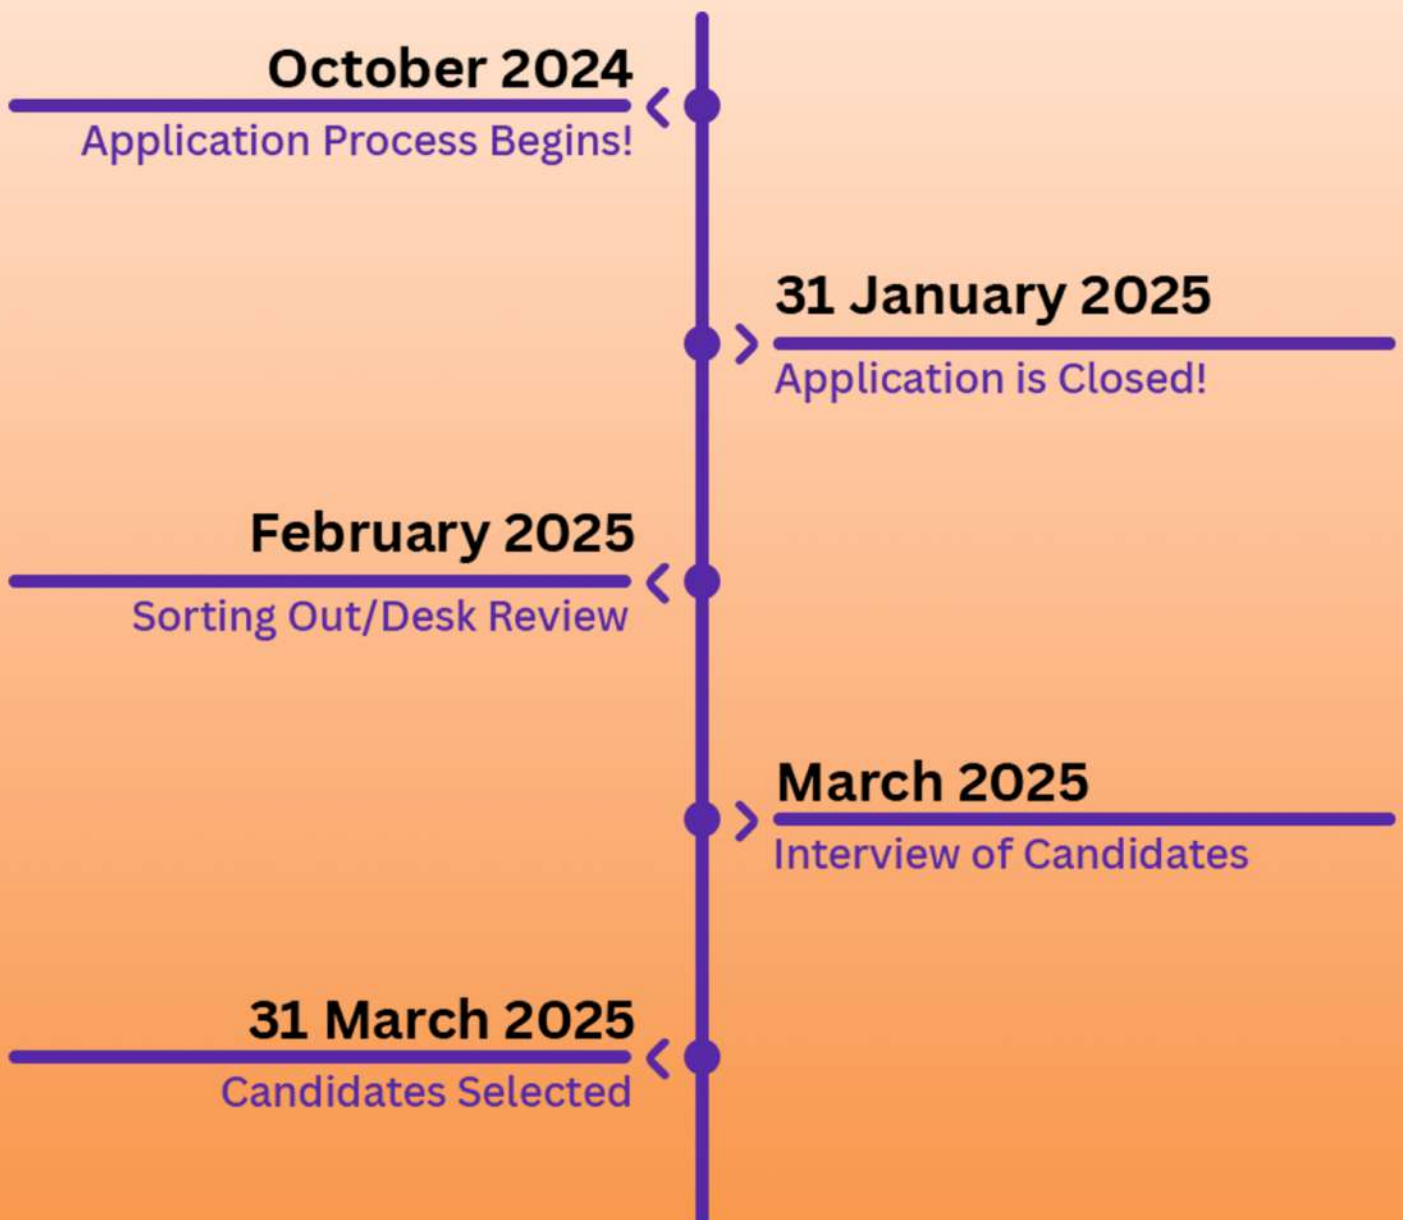 October 2024
Application Process Begins!
31 January 2025
Application is Closed!
February 2025
Sorting Out/Desk Review
March 2025
Interview of Candidates
31 March 2025
Candidates Selected